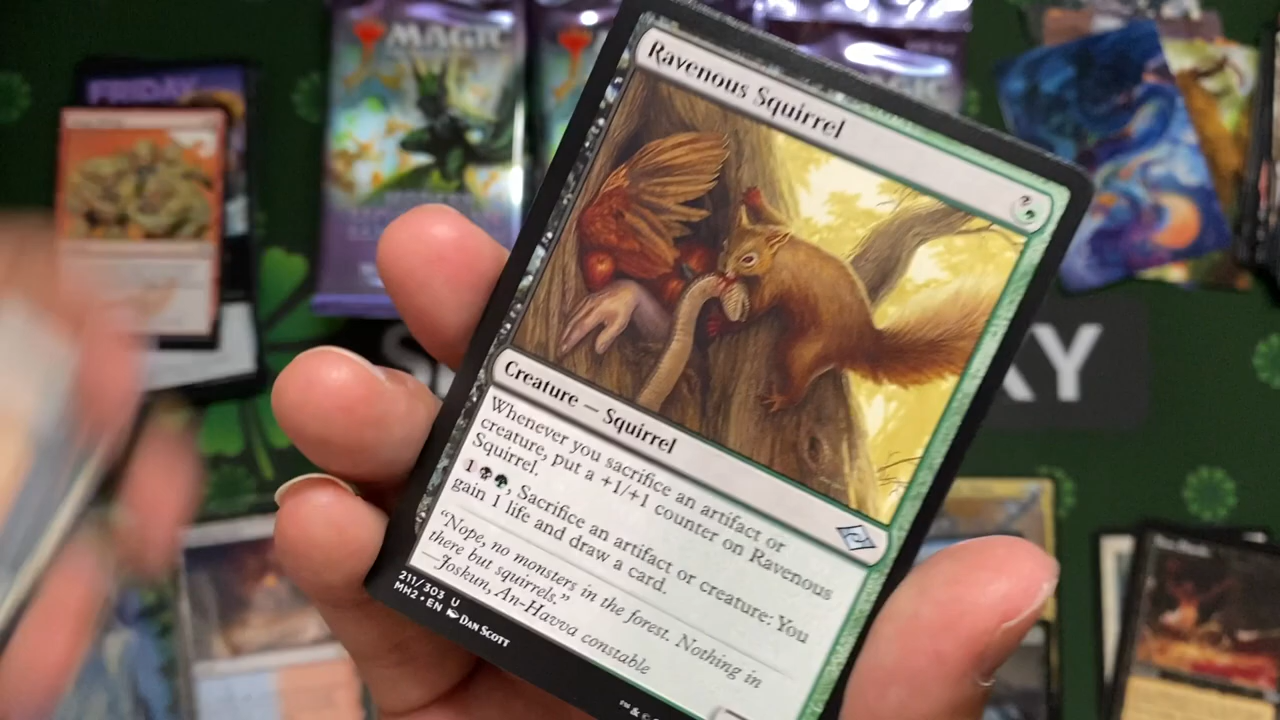 FRIDAY
MAGIC
Ravenous Squirrel
Creature — Squirrel
Whenever you sacrifice an artifact or
creature, put a +1/+1 counter on Ravenous
Squirrel.
1, Sacrifice an artifact or creature: You
gain 1 life and draw a card.
“Nope, no monsters in the forest. Nothing in
there but squirrels.”
—Joskun, An-Havva constable
211/303 U
MH2 • EN DAN SCOTT
™ & ©